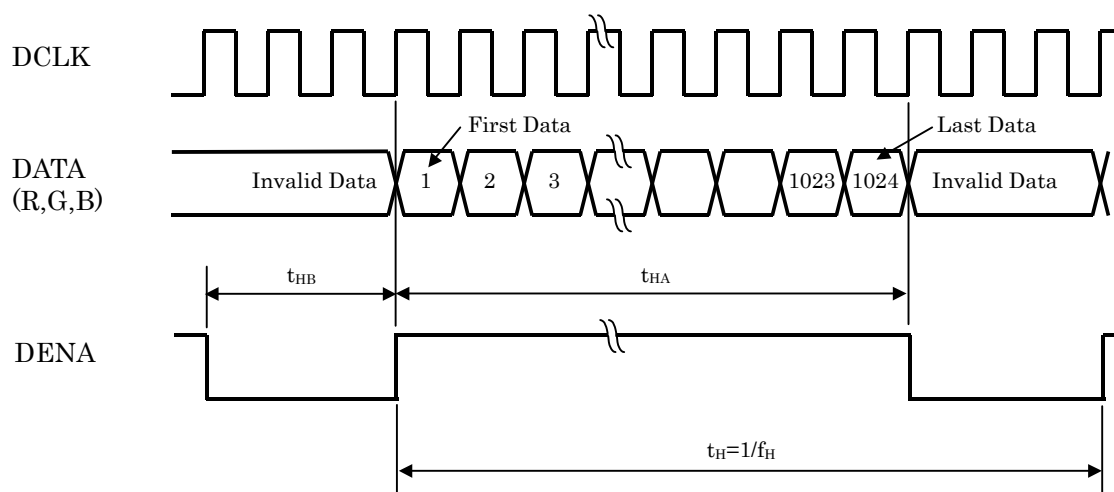 DCLK
First Data
Last Data
DATA
(R,G,B)
Invalid Data
1
2
3
1023
1024
Invalid Data
tHB
tHA
DENA
tH=1/fH